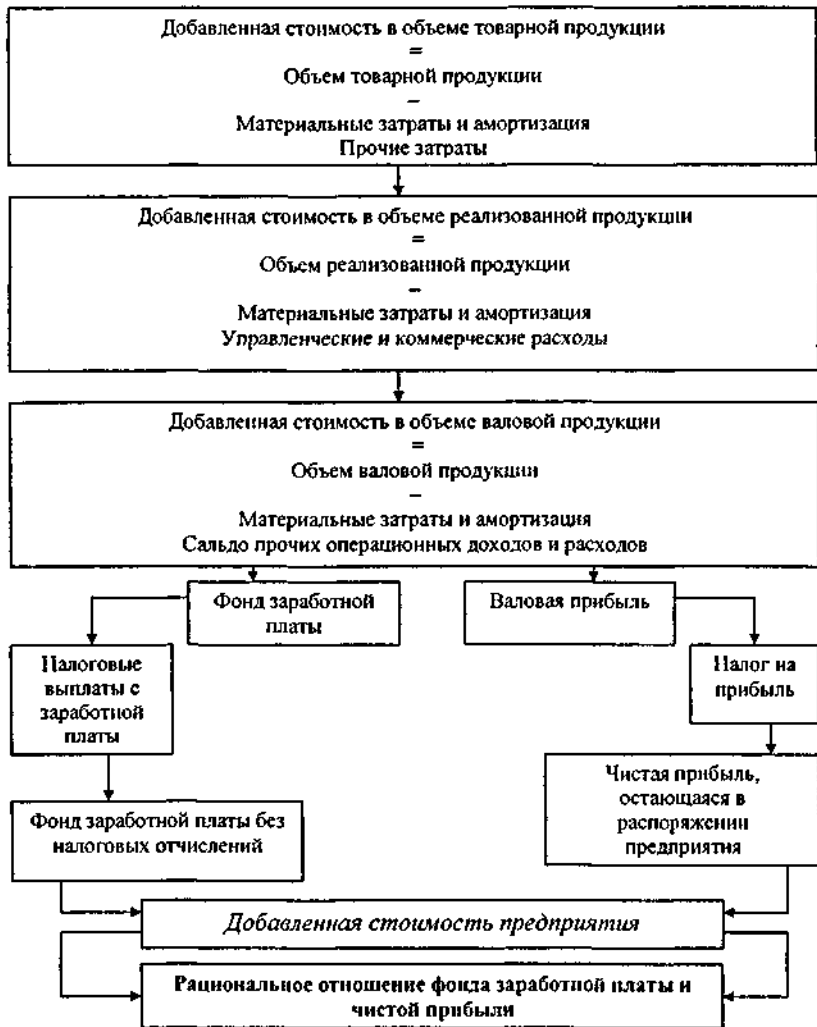 Добавленная стоимость в объеме товарной продукции
=
Объем товарной продукции
–
Материальные затраты и амортизация
Прочие затраты
Добавленная стоимость в объеме реализованной продукции
=
Объем реализованной продукции
–
Материальные затраты и амортизация
Управленческие и коммерческие расходы
Добавленная стоимость в объеме валовой продукции
=
Объем валовой продукции
–
Материальные затраты и амортизация
Сальдо прочих операционных доходов и расходов
Фонд заработной
платы
Валовая прибыль
Налоговые
выплаты с
заработной
платы
Налог на
прибыль
Фонд заработной платы без
налоговых отчислений
Чистая прибыль,
остающаяся в
распоряжении
предприятия
Добавленная стоимость предприятия
Рациональное отношение фонда заработной платы и
чистой прибыли